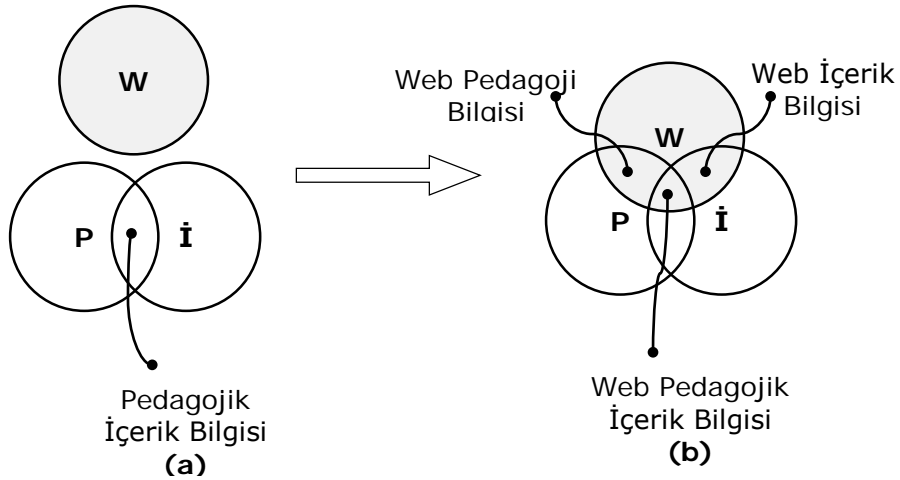 W
P
İ
Pedagojik
İçerik Bilgisi
(a)
Web Pedagoji
Bilgisi
Web İçerik
Bilgisi
W
P
İ
Web Pedagojik
İçerik Bilgisi
(b)